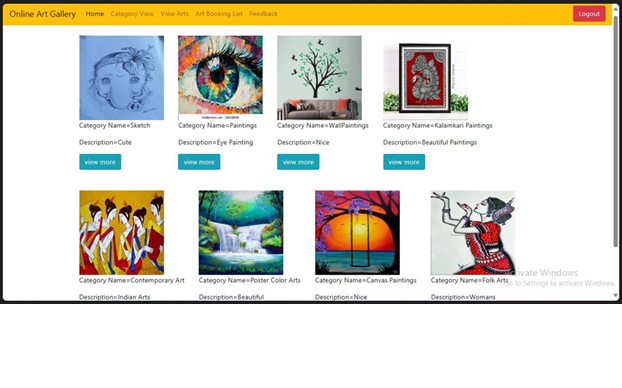 Online Art Gallery Home Category View View Arts Art Booking List Feedback Logout
Category Name=Sketch
Description=Cute
view more
Category Name=Paintings
Description=Eye Painting
view more
Category Name=WallPaintings
Description=Nice
view more
Category Name=Kalamkari Paintings
Description=Beautiful Paintings
view more
Category Name=Contemporary Art
Description=Indian Arts
Category Name=Poster Color Arts
Description=Beautiful
Category Name=Canvas Paintings
Description=Nice
Category Name=Folk Arts
Description=Womans
Activate Windows
Go to Settings to activate Windows.